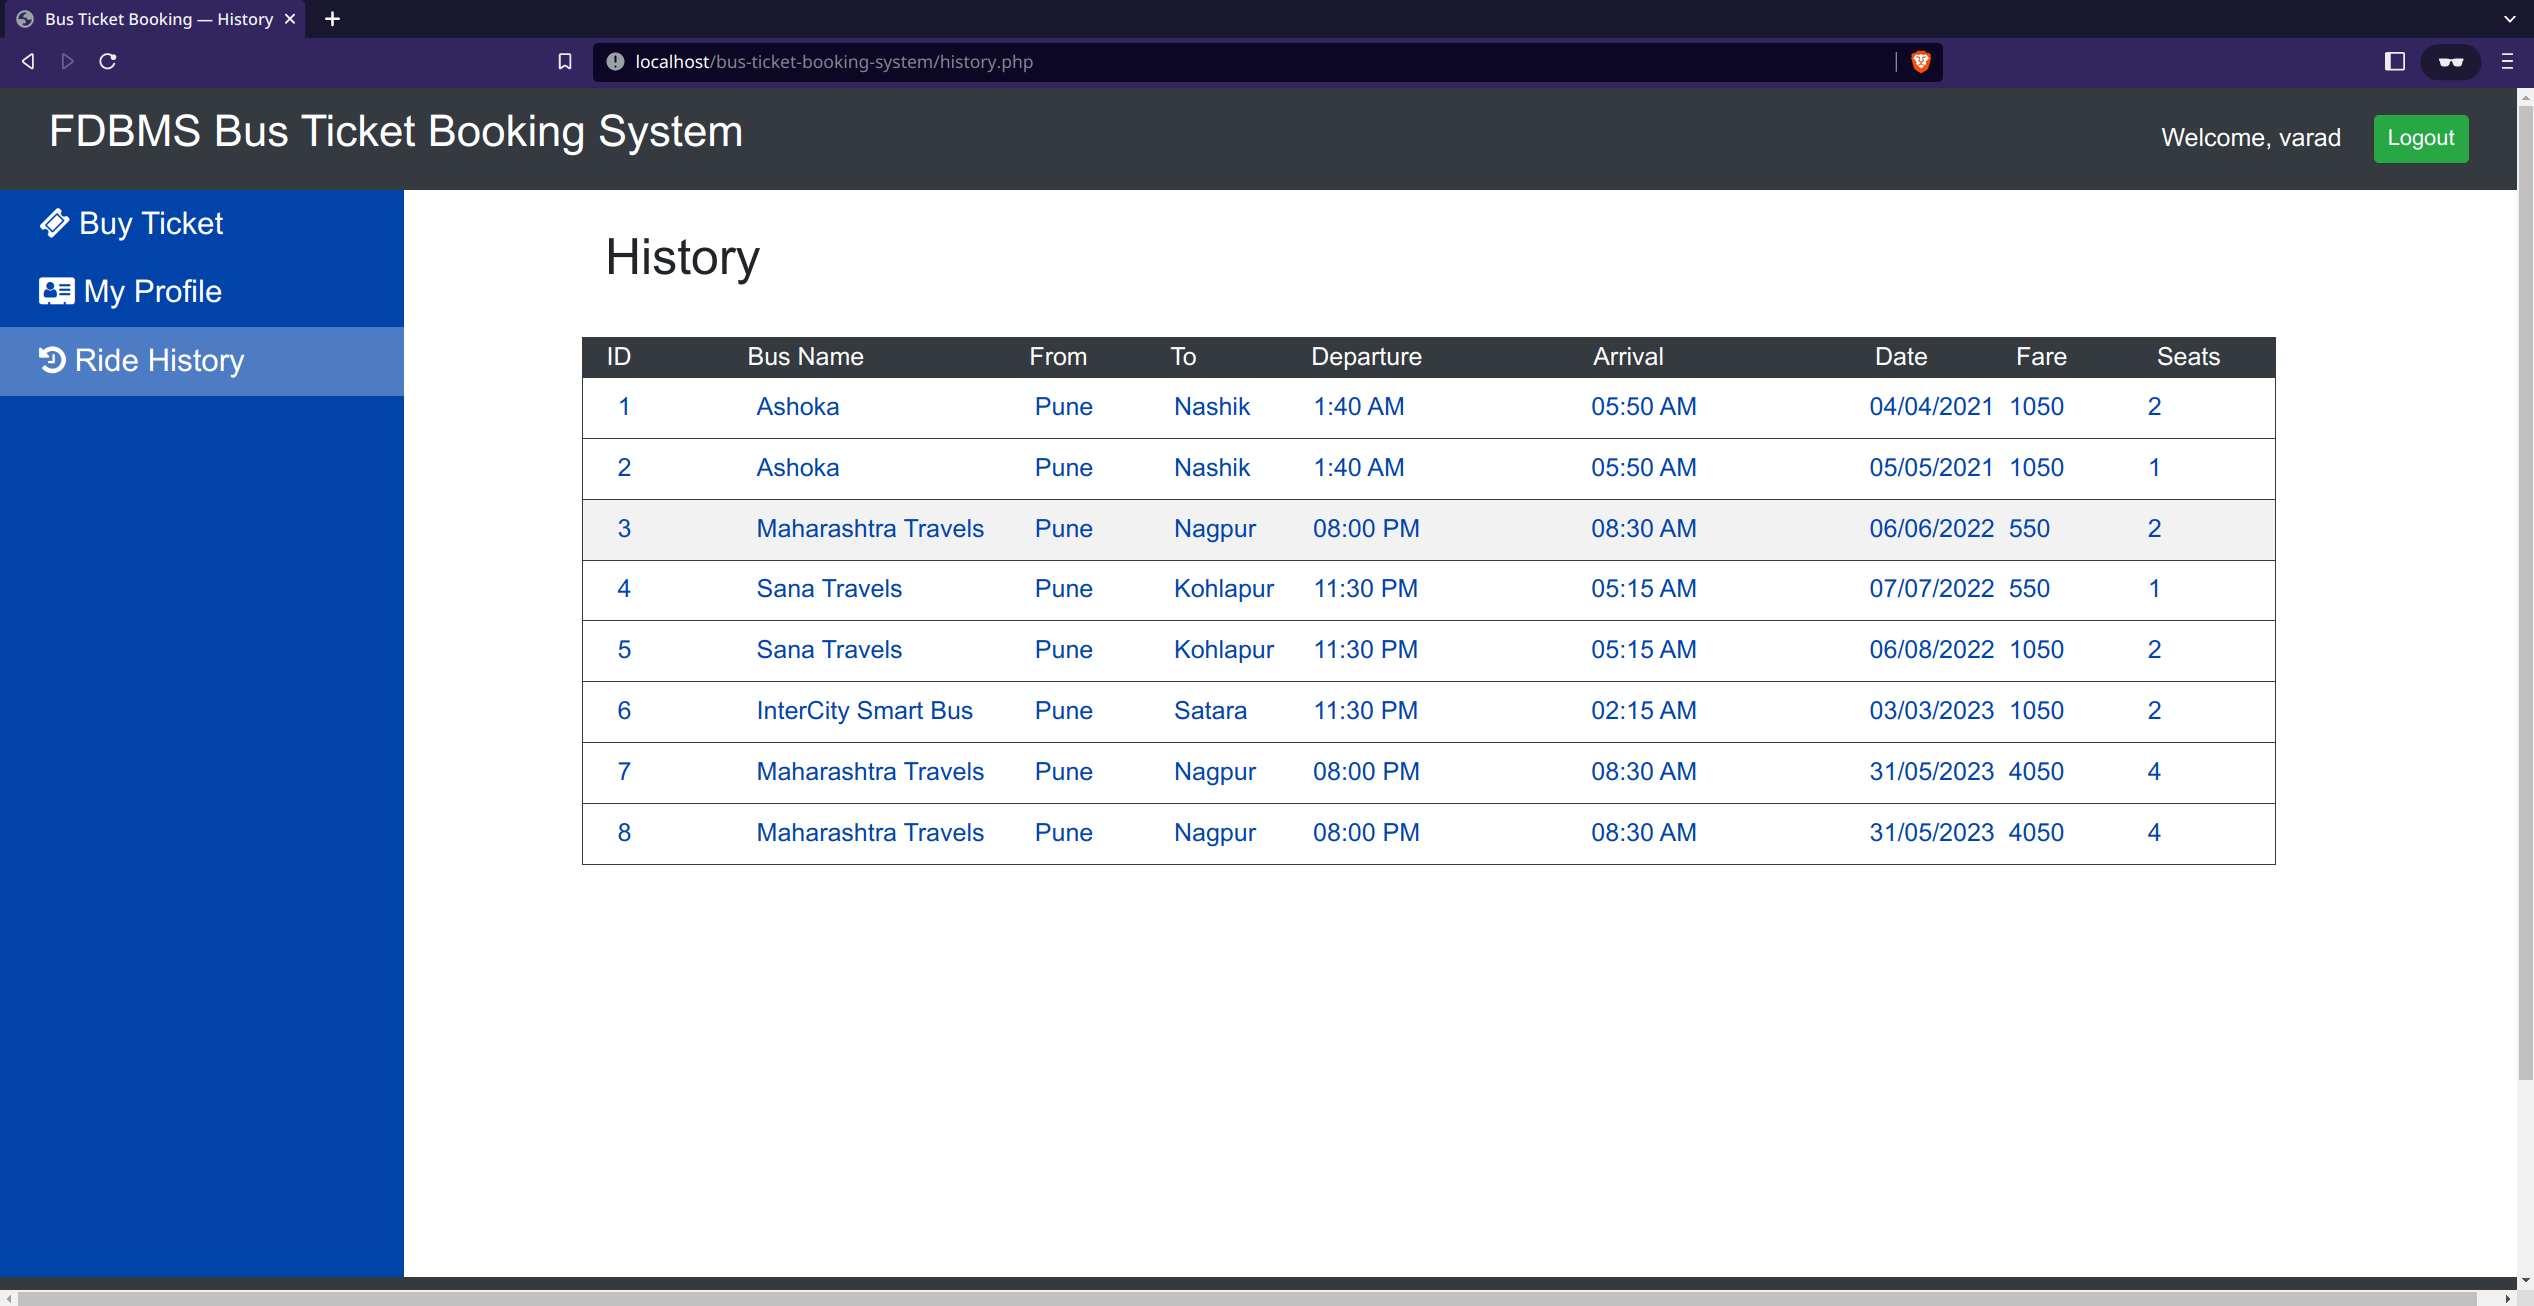 Bus Ticket Booking — History
localhost/bus-ticket-booking-system/history.php
FDBMS Bus Ticket Booking System
Welcome, varad
Logout
Buy Ticket
My Profile
Ride History
History
ID Bus Name From To Departure Arrival Date Fare Seats
1 Ashoka Pune Nashik 1:40 AM 05:50 AM 04/04/2021 1050 2
2 Ashoka Pune Nashik 1:40 AM 05:50 AM 05/05/2021 1050 1
3 Maharashtra Travels Pune Nagpur 08:00 PM 08:30 AM 06/06/2022 550 2
4 Sana Travels Pune Kohlapur 11:30 PM 05:15 AM 07/07/2022 550 1
5 Sana Travels Pune Kohlapur 11:30 PM 05:15 AM 06/08/2022 1050 2
6 InterCity Smart Bus Pune Satara 11:30 PM 02:15 AM 03/03/2023 1050 2
7 Maharashtra Travels Pune Nagpur 08:00 PM 08:30 AM 31/05/2023 4050 4
8 Maharashtra Travels Pune Nagpur 08:00 PM 08:30 AM 31/05/2023 4050 4